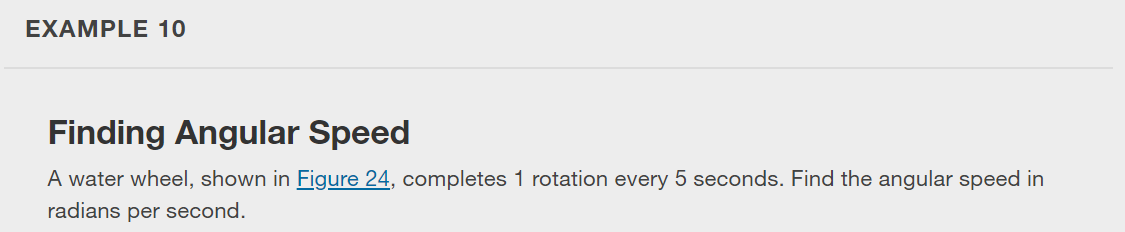 EXAMPLE 10
Finding Angular Speed
A water wheel, shown in Figure 24, completes 1 rotation every 5 seconds. Find the angular speed in
radians per second.